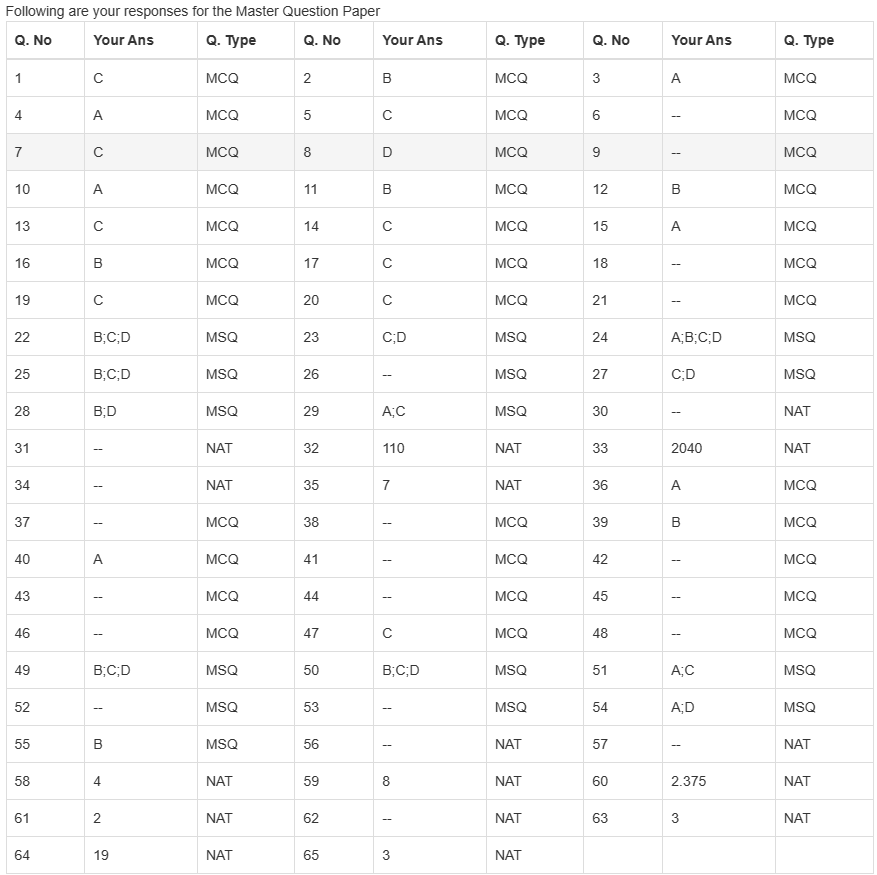 Following are your responses for the Master Question Paper
Q. No Your Ans Q. Type Q. No Your Ans Q. Type Q. No Your Ans Q. Type
1 C MCQ 2 B MCQ 3 A MCQ
4 A MCQ 5 C MCQ 6 -- MCQ
7 C MCQ 8 D MCQ 9 -- MCQ
10 A MCQ 11 B MCQ 12 B MCQ
13 C MCQ 14 C MCQ 15 A MCQ
16 B MCQ 17 C MCQ 18 -- MCQ
19 C MCQ 20 C MCQ 21 -- MCQ
22 B;C;D MSQ 23 C;D MSQ 24 A;B;C;D MSQ
25 B;C;D MSQ 26 -- MSQ 27 C;D MSQ
28 B;D MSQ 29 A;C MSQ 30 -- NAT
31 -- NAT 32 110 NAT 33 2040 NAT
34 -- NAT 35 7 NAT 36 A MCQ
37 -- MCQ 38 -- MCQ 39 B MCQ
40 A MCQ 41 -- MCQ 42 -- MCQ
43 -- MCQ 44 -- MCQ 45 -- MCQ
46 -- MCQ 47 C MCQ 48 -- MCQ
49 B;C;D MSQ 50 B;C;D MSQ 51 A;C MSQ
52 -- MSQ 53 -- MSQ 54 A;D MSQ
55 B MSQ 56 -- NAT 57 -- NAT
58 4 NAT 59 8 NAT 60 2.375 NAT
61 2 NAT 62 -- NAT 63 3 NAT
64 19 NAT 65 3 NAT